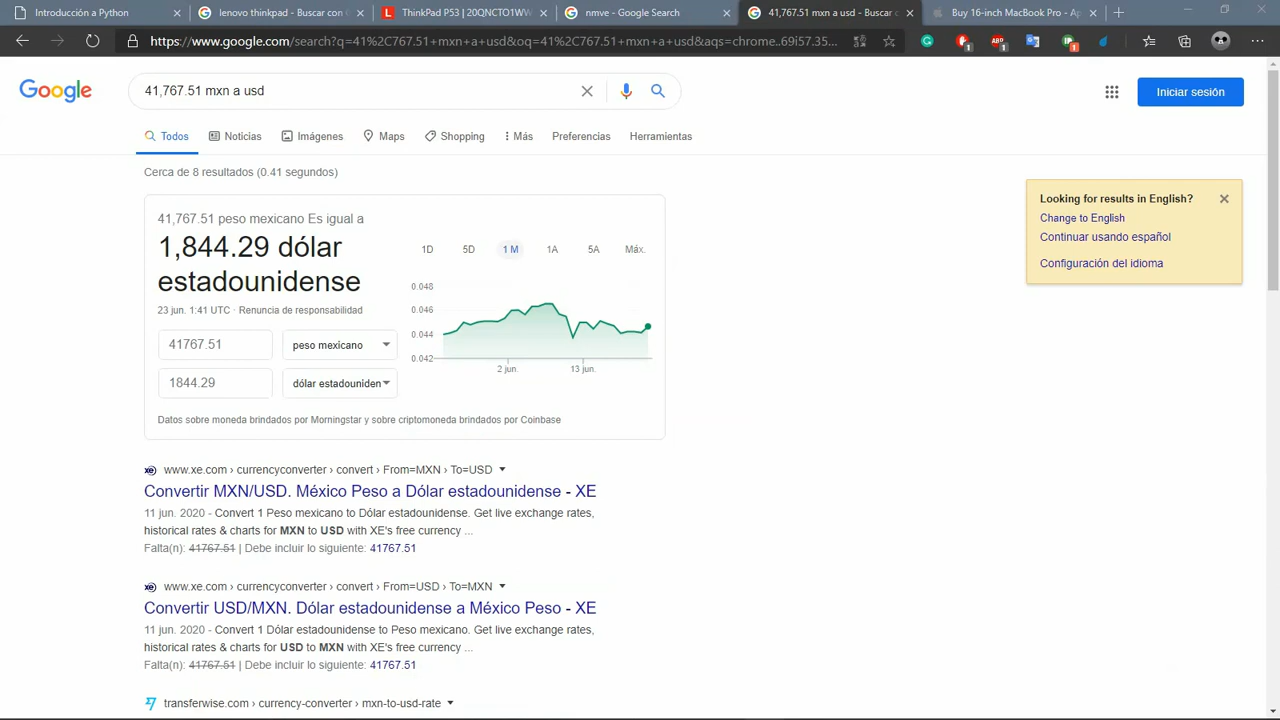 Introducción a Python
lenovo thinkpad - Buscar con
ThinkPad P53 | 20QNCTO1WW
nmve - Google Search
41,767.51 mxn a usd - Buscar c
Buy 16-inch MacBook Pro - Ap
https://www.google.com/search?q=41%2C767.51+mxn+a+usd&oq=41%2C767.51+mxn+a+usd&aqs=chrome..69i57.35...
Google
41,767.51 mxn a usd
Iniciar sesión
Todos
Noticias
Imágenes
Maps
Shopping
Más
Preferencias
Herramientas
Cerca de 8 resultados (0.41 segundos)
Looking for results in English?
Change to English
Continuar usando español
Configuración del idioma
41,767.51 peso mexicano Es igual a
1,844.29 dólar
estadounidense
23 jun. 1:41 UTC · Renuncia de responsabilidad
41767.51
peso mexicano
1844.29
dólar estadouniden
1D 5D 1 M 1A 5A Máx.
0.048
0.046
0.044
0.042
2 jun. 13 jun.
Datos sobre moneda brindados por Morningstar y sobre criptomoneda brindados por Coinbase
xe www.xe.com › currencyconverter › convert › From=MXN › To=USD
Convertir MXN/USD. México Peso a Dólar estadounidense - XE
11 jun. 2020 - Convert 1 Peso mexicano to Dólar estadounidense. Get live exchange rates,
historical rates & charts for MXN to USD with XE's free currency ...
Falta(n): 41767.51 | Debe incluir lo siguiente: 41767.51
xe www.xe.com › currencyconverter › convert › From=USD › To=MXN
Convertir USD/MXN. Dólar estadounidense a México Peso - XE
11 jun. 2020 - Convert 1 Dólar estadounidense to Peso mexicano. Get live exchange rates,
historical rates & charts for USD to MXN with XE's free currency ...
Falta(n): 41767.51 | Debe incluir lo siguiente: 41767.51
transferwise.com › currency-converter › mxn-to-usd-rate